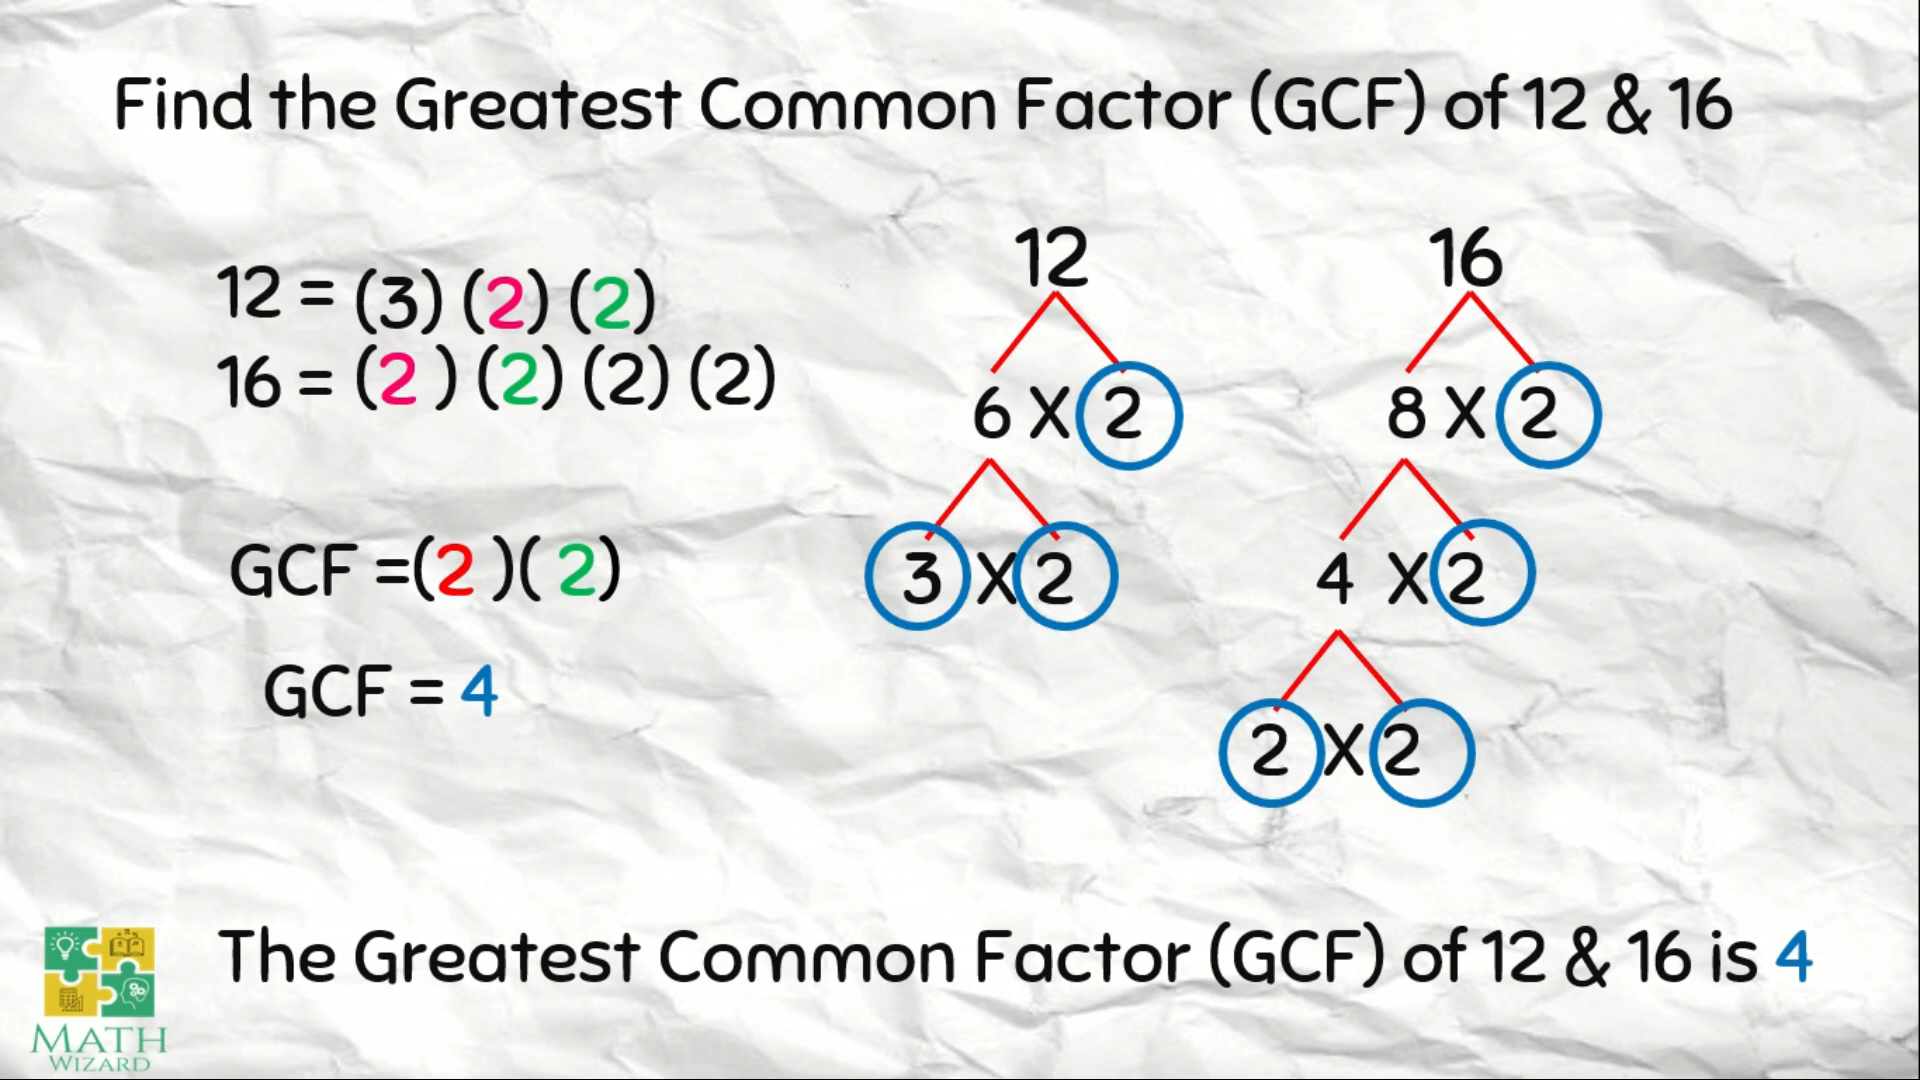 Find the Greatest Common Factor (GCF) of 12 & 16
12 = (3) (2) (2)
16 = (2 ) (2) (2) (2)
GCF =(2 )( 2)
GCF = 4
12
6 X 2
3 X 2
16
8 X 2
4 X 2
2 X 2
The Greatest Common Factor (GCF) of 12 & 16 is 4
MATH
WIZARD